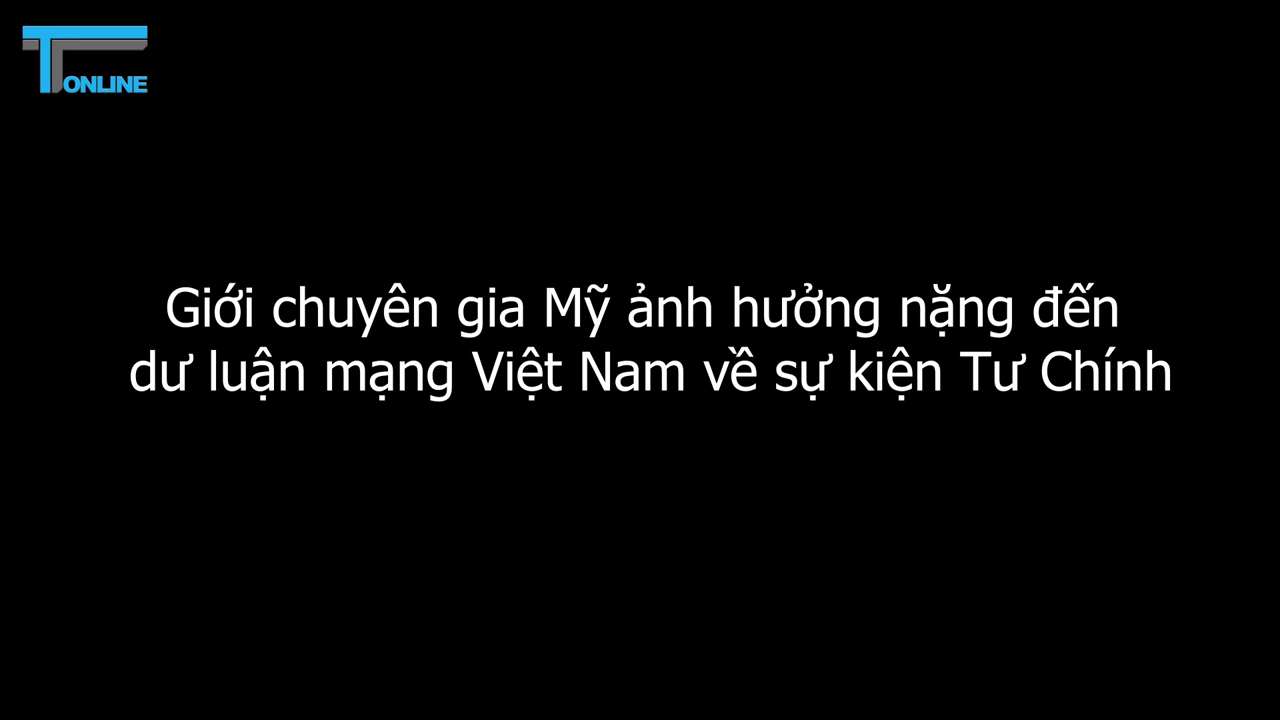 ONLINE
Giới chuyên gia Mỹ ảnh hưởng nặng đến
dư luận mạng Việt Nam về sự kiện Tư Chính